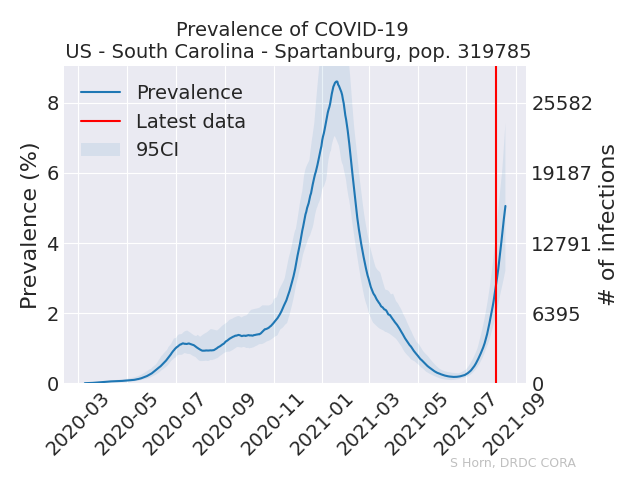 Prevalence of COVID-19
US - South Carolina - Spartanburg, pop. 319785
Prevalence
Latest data
95CI
Prevalence (%)
8
6
4
2
0
# of infections
25582
19187
12791
6395
0
2020-03
2020-05
2020-07
2020-09
2020-11
2021-01
2021-03
2021-05
2021-07
2021-09
S Horn, DRDC CORA